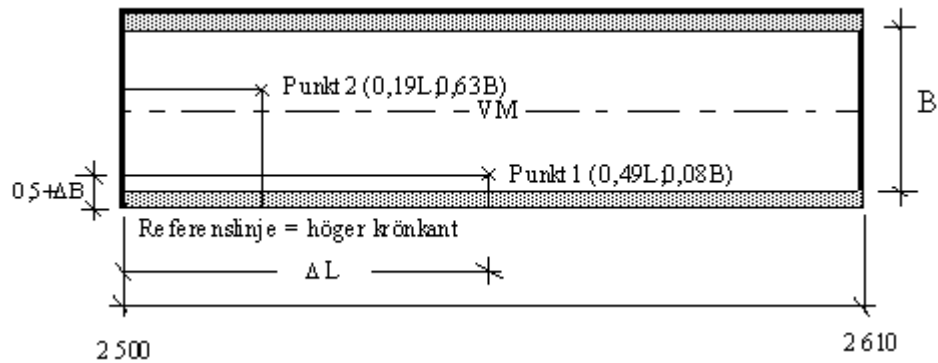 Punkt 2 (0,19L;0,63B)
VM
B
Punkt 1 (0,49L;0,08B)
0,5+ΔB
Referenslinje = höger krönkant
ΔL
2 500
2 610